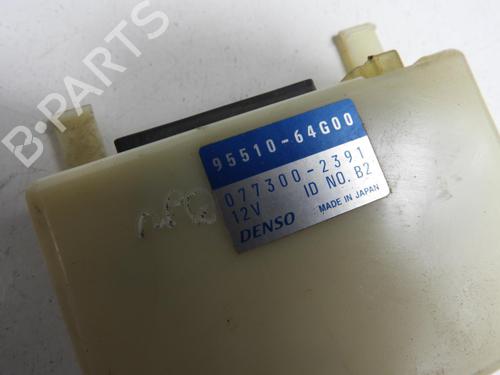 B-PARTS
95510-64G00
077300-2391
12V ID NO. B2
DENSO MADE IN JAPAN